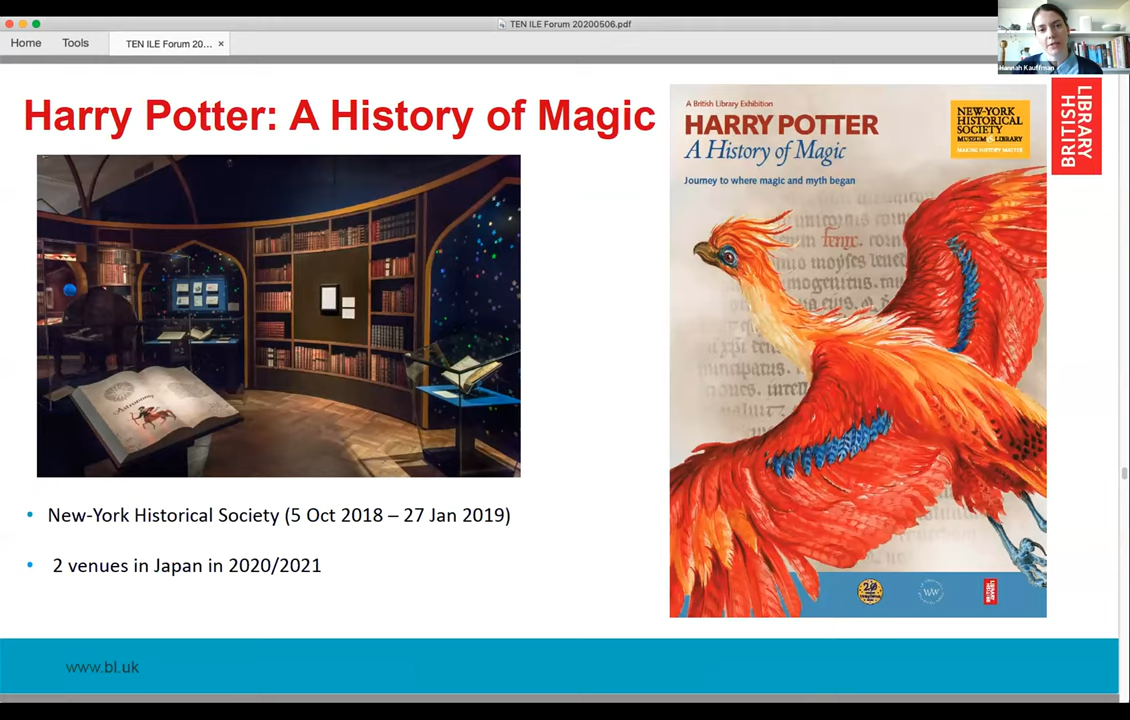 TEN ILE Forum 20200506.pdf
Home
Tools
TEN ILE Forum 20... ×
Hannah Kauffman
Harry Potter: A History of Magic
Astronomy
New-York Historical Society (5 Oct 2018 – 27 Jan 2019)
2 venues in Japan in 2020/2021
A British Library Exhibition
HARRY POTTER
A History of Magic
Journey to where magic and myth began
NEW-YORK
HISTORICAL
SOCIETY
MUSEUM & LIBRARY
MAKING HISTORY MATTER
LIBRARY
BRITISH
fenix.
www.bl.uk